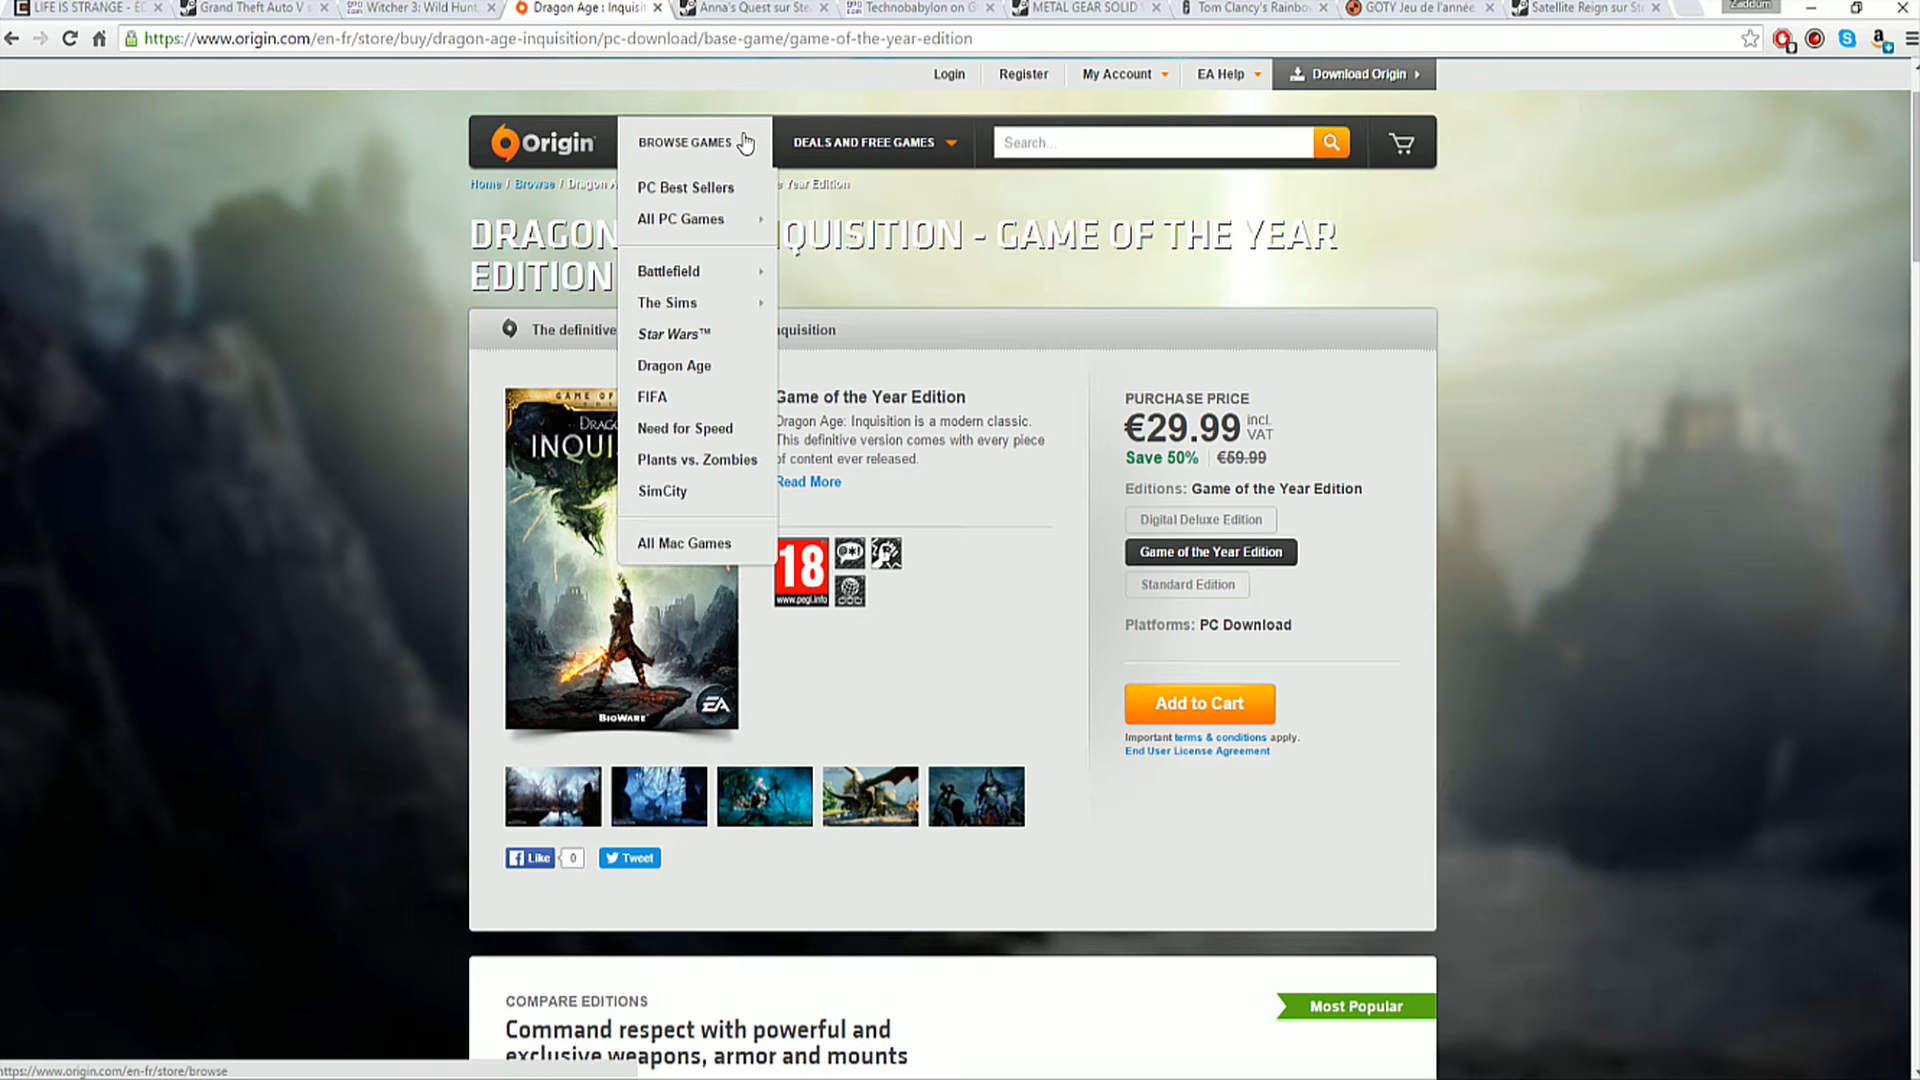 LIFE IS STRANGE - ÉD
Grand Theft Auto V s
Witcher 3: Wild Hunt
Dragon Age : Inquisit
Anna's Quest sur Ste
Technobabylon on G
METAL GEAR SOLID V
Tom Clancy's Rainbo
GOTY Jeu de l'année
Satellite Reign sur St
Zaddum
https://www.origin.com/en-fr/store/buy/dragon-age-inquisition/pc-download/base-game/game-of-the-year-edition
Login Register My Account EA Help Download Origin
Origin BROWSE GAMES DEALS AND FREE GAMES Search...
Home / Browse / Dragon A Year Edition
PC Best Sellers
All PC Games
DRAGON QUISITION - GAME OF THE YEAR
EDITION
Battlefield
The Sims
Star Wars™
Dragon Age
FIFA
Need for Speed
Plants vs. Zombies
SimCity
All Mac Games
The definitive nquisition
GAME OF
DRAG
INQUI
BIOWARE
EA
Game of the Year Edition
Dragon Age: Inquisition is a modern classic.
This definitive version comes with every piece
of content ever released.
Read More
18
www.pegi.info
PURCHASE PRICE
€29.99 incl. VAT
Save 50% €59.99
Editions: Game of the Year Edition
Digital Deluxe Edition
Game of the Year Edition
Standard Edition
Platforms: PC Download
Add to Cart
Important terms & conditions apply.
End User License Agreement
Like 0 Tweet
COMPARE EDITIONS
Command respect with powerful and
exclusive weapons, armor and mounts
Most Popular
https://www.origin.com/en-fr/store/browse